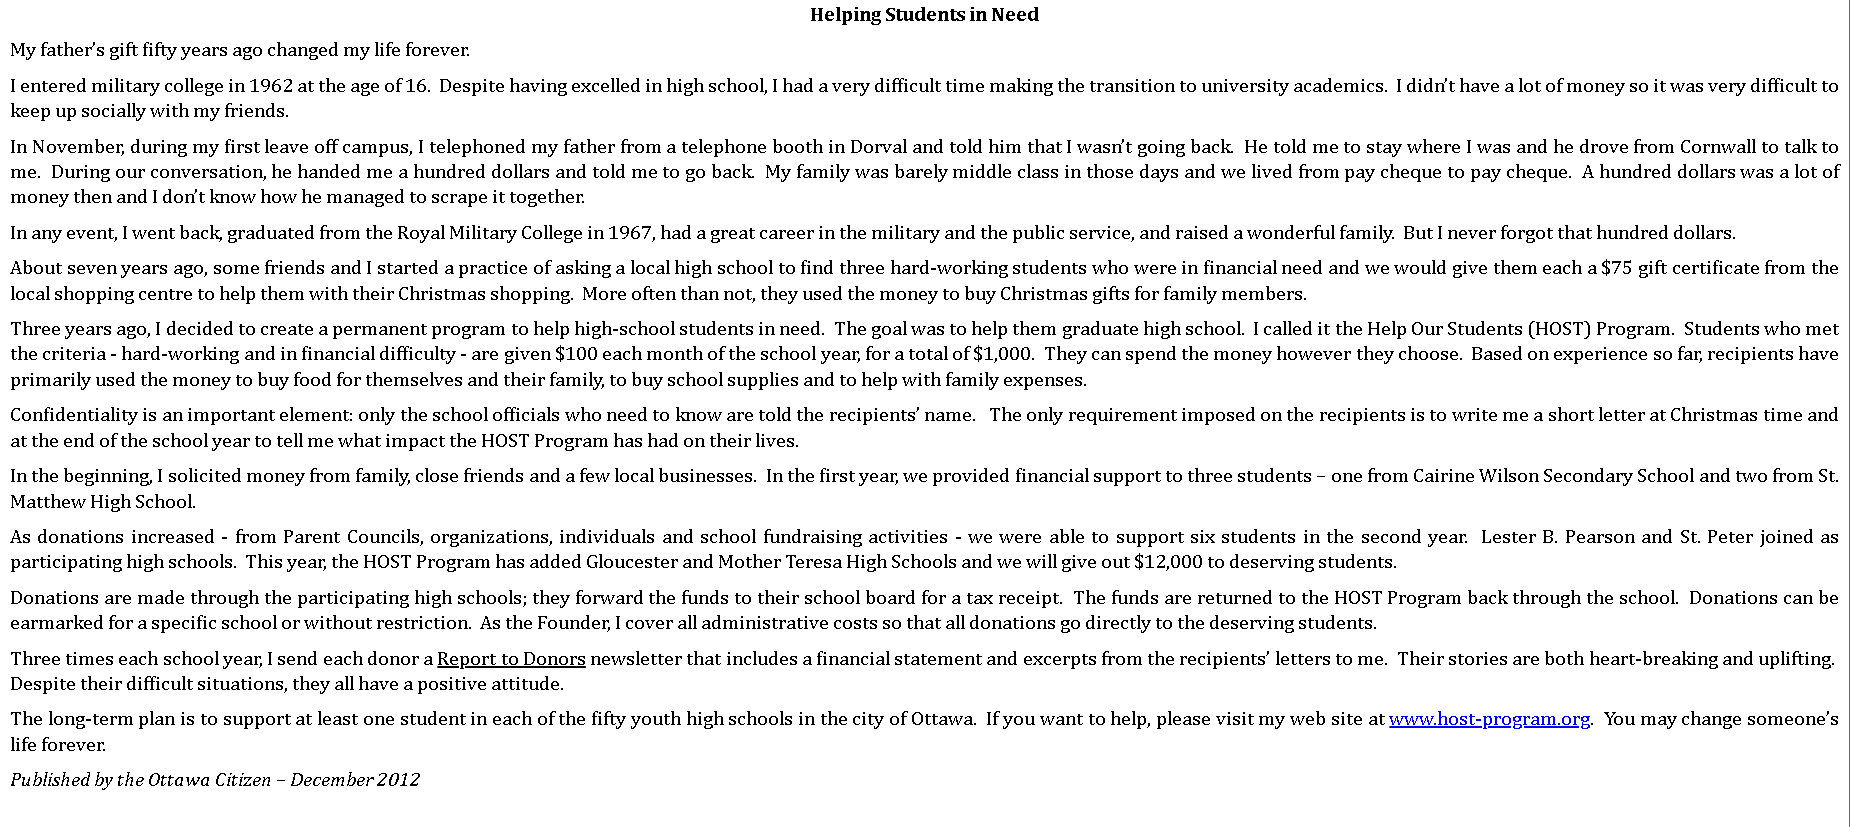 Helping Students in Need
My father’s gift fifty years ago changed my life forever.
I entered military college in 1962 at the age of 16.  Despite having excelled in high school, I had a very difficult time making the transition to university academics.  I didn’t have a lot of money so it was very difficult to
keep up socially with my friends.
In November, during my first leave off campus, I telephoned my father from a telephone booth in Dorval and told him that I wasn’t going back.  He told me to stay where I was and he drove from Cornwall to talk to
me.  During our conversation, he handed me a hundred dollars and told me to go back.  My family was barely middle class in those days and we lived from pay cheque to pay cheque.  A hundred dollars was a lot of
money then and I don’t know how he managed to scrape it together.
In any event, I went back, graduated from the Royal Military College in 1967, had a great career in the military and the public service, and raised a wonderful family.  But I never forgot that hundred dollars.
About seven years ago, some friends and I started a practice of asking a local high school to find three hard-working students who were in financial need and we would give them each a $75 gift certificate from the
local shopping centre to help them with their Christmas shopping.  More often than not, they used the money to buy Christmas gifts for family members.
Three years ago, I decided to create a permanent program to help high-school students in need.  The goal was to help them graduate high school.  I called it the Help Our Students (HOST) Program.  Students who met
the criteria - hard-working and in financial difficulty - are given $100 each month of the school year, for a total of $1,000.  They can spend the money however they choose.  Based on experience so far, recipients have
primarily used the money to buy food for themselves and their family, to buy school supplies and to help with family expenses.
Confidentiality is an important element: only the school officials who need to know are told the recipients’ name.   The only requirement imposed on the recipients is to write me a short letter at Christmas time and
at the end of the school year to tell me what impact the HOST Program has had on their lives.
In the beginning, I solicited money from family, close friends and a few local businesses.  In the first year, we provided financial support to three students – one from Cairine Wilson Secondary School and two from St.
Matthew High School.
As donations increased - from Parent Councils, organizations, individuals and school fundraising activities - we were able to support six students in the second year.  Lester B. Pearson and St. Peter joined as
participating high schools.  This year, the HOST Program has added Gloucester and Mother Teresa High Schools and we will give out $12,000 to deserving students.
Donations are made through the participating high schools; they forward the funds to their school board for a tax receipt.  The funds are returned to the HOST Program back through the school.  Donations can be
earmarked for a specific school or without restriction.  As the Founder, I cover all administrative costs so that all donations go directly to the deserving students.
Three times each school year, I send each donor a Report to Donors newsletter that includes a financial statement and excerpts from the recipients’ letters to me.  Their stories are both heart-breaking and uplifting.
Despite their difficult situations, they all have a positive attitude.
The long-term plan is to support at least one student in each of the fifty youth high schools in the city of Ottawa.  If you want to help, please visit my web site at www.host-program.org.  You may change someone’s
life forever.
Published by the Ottawa Citizen – December 2012